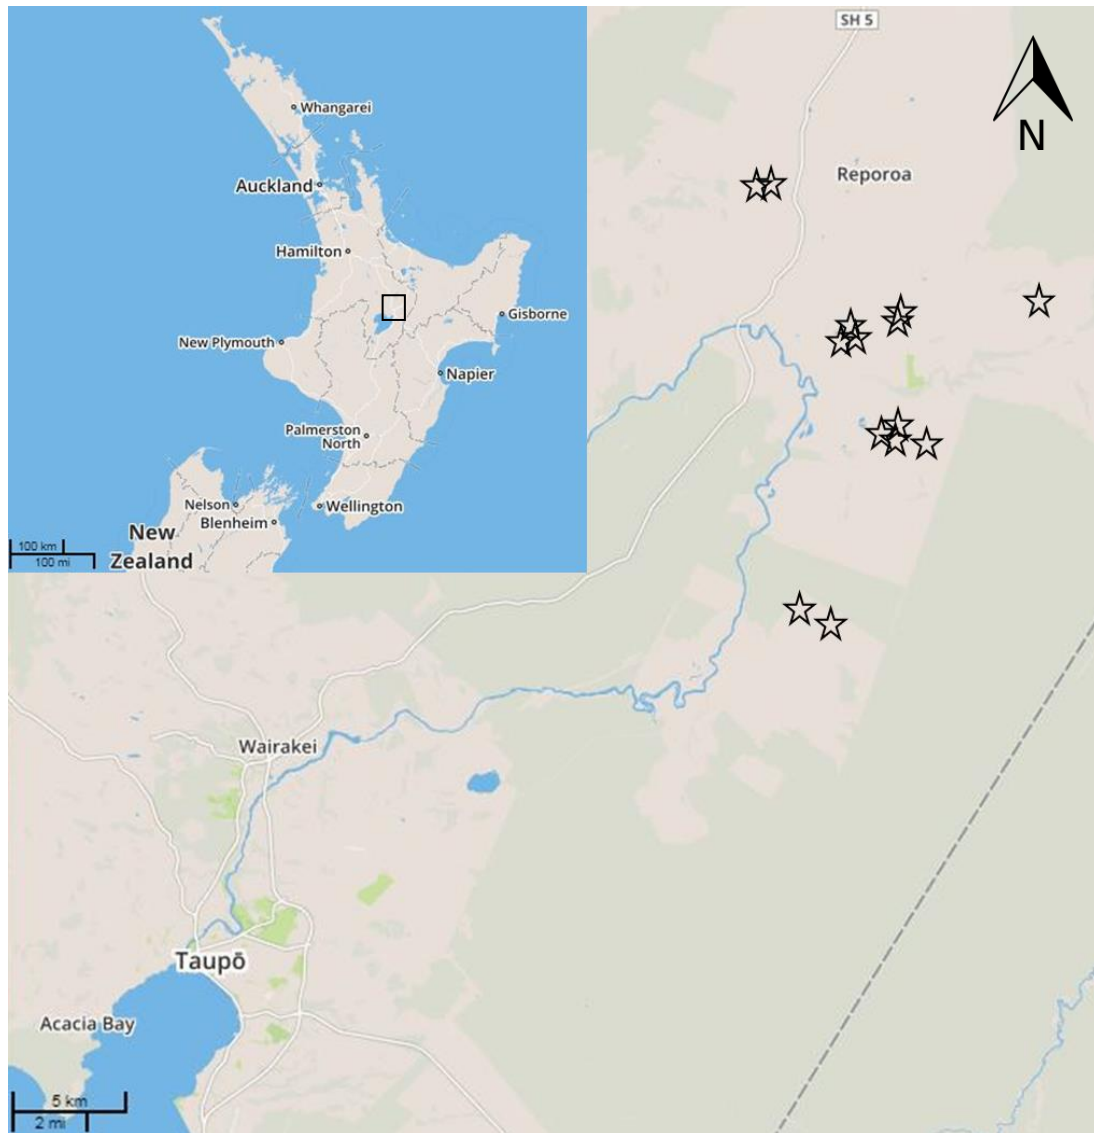 SH 5
Whangarei
N
Reporoa
Auckland
Hamilton
Gisborne
New Plymouth
Napier
Palmerston
North
Nelson
Wellington
Blenheim
New
Zealand
100 km
100 mi
Wairakei
Taupō
Acacia Bay
5 km
2 mi